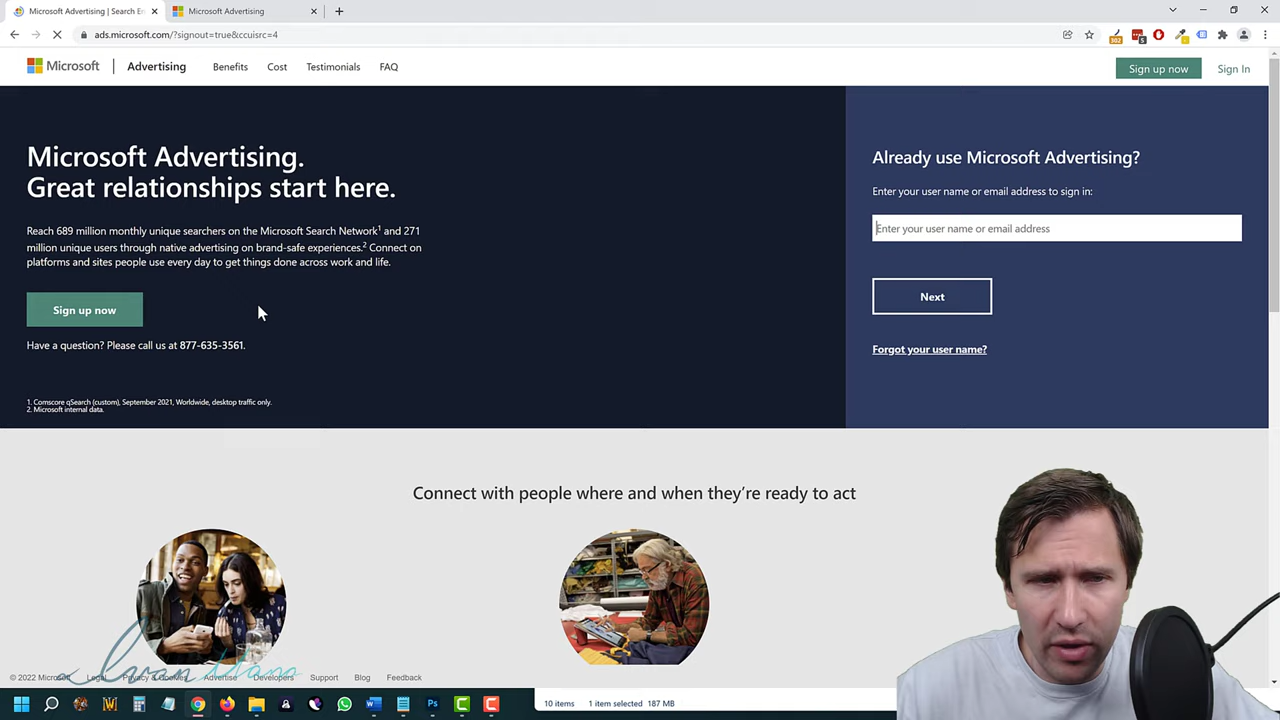 Microsoft Advertising | Search En
Microsoft Advertising
ads.microsoft.com/?signout=true&ccuisrc=4
302
5
Microsoft
Advertising
Benefits
Cost
Testimonials
FAQ
Sign up now
Sign In
Microsoft Advertising.
Great relationships start here.
Reach 689 million monthly unique searchers on the Microsoft Search Network1 and 271
million unique users through native advertising on brand-safe experiences.2 Connect on
platforms and sites people use every day to get things done across work and life.
Sign up now
Have a question? Please call us at 877-635-3561.
1. Comscore qSearch (custom), September 2021, Worldwide, desktop traffic only.
2. Microsoft internal data.
Already use Microsoft Advertising?
Enter your user name or email address to sign in:
Enter your user name or email address
Next
Forgot your user name?
Connect with people where and when they're ready to act
© 2022 Microsoft
Legal
Privacy & Cookies
Advertise
Developers
Support
Blog
Feedback
10 items
1 item selected
187 MB